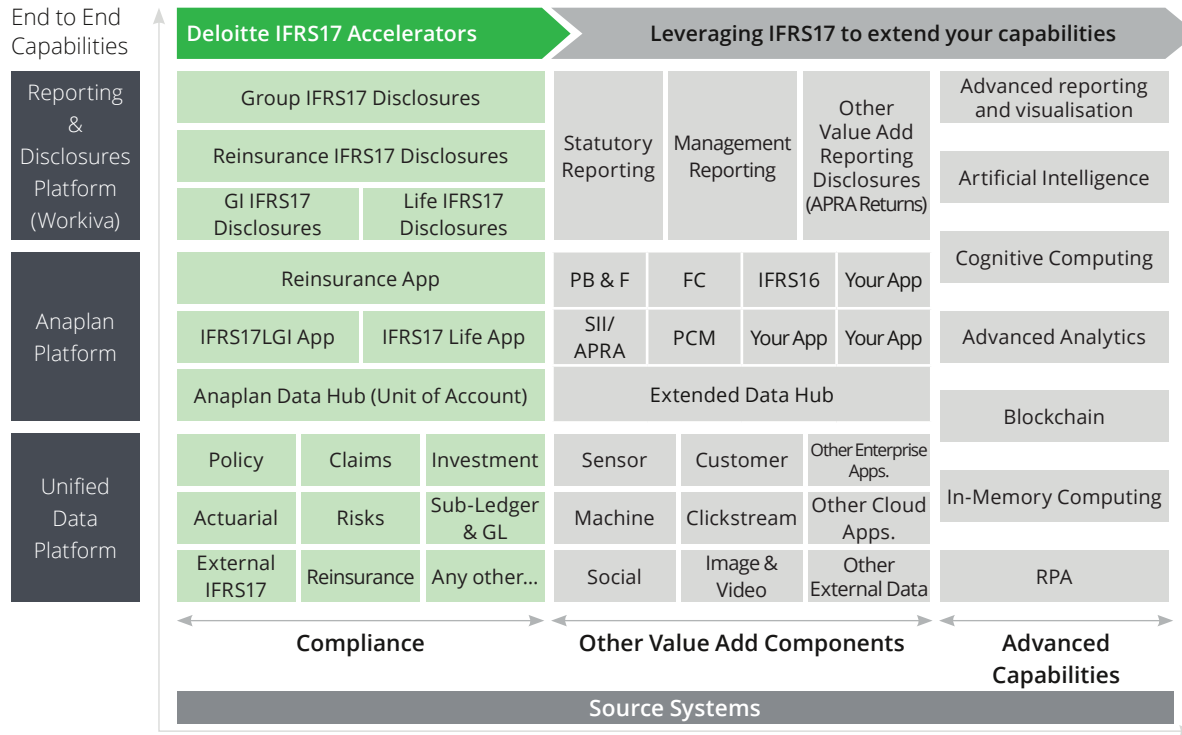 End to End
Capabilities
Deloitte IFRS17 Accelerators
Leveraging IFRS17 to extend your capabilities
Reporting
&
Disclosures
Platform
(Workiva)
Group IFRS17 Disclosures
Reinsurance IFRS17 Disclosures
GI IFRS17
Disclosures
Life IFRS17
Disclosures
Statutory
Reporting
Management
Reporting
Other
Value Add
Reporting
Disclosures
(APRA Returns)
Anaplan
Platform
Reinsurance App
IFRS17LGI App
IFRS17 Life App
Anaplan Data Hub (Unit of Account)
PB & F
FC
IFRS16
Your App
SII/
APRA
PCM
Your App
Your App
Extended Data Hub
Unified
Data
Platform
Policy
Claims
Investment
Actuarial
Risks
Sub-Ledger
& GL
External
IFRS17
Reinsurance
Any other...
Sensor
Customer
Other Enterprise
Apps.
Machine
Clickstream
Other Cloud
Apps.
Social
Image &
Video
Other
External Data
Advanced reporting
and visualisation
Artificial Intelligence
Cognitive Computing
Advanced Analytics
Blockchain
In-Memory Computing
RPA
Compliance
Other Value Add Components
Advanced
Capabilities
Source Systems